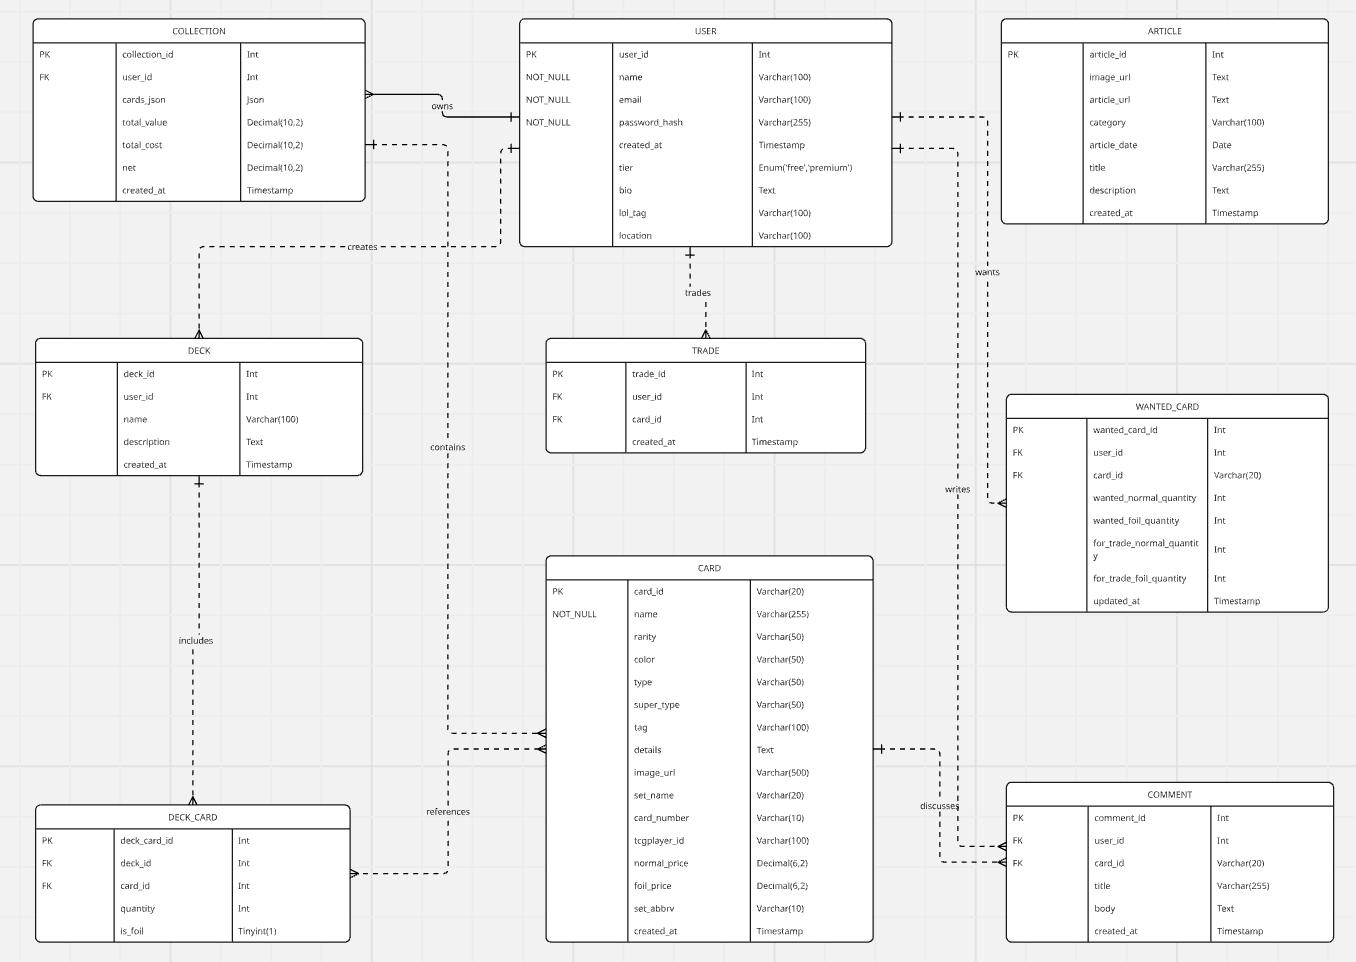 COLLECTION
PK collection_id Int
FK user_id Int
cards_json Json
total_value Decimal(10,2)
total_cost Decimal(10,2)
net Decimal(10,2)
created_at Timestamp
USER
PK user_id Int
NOT_NULL name Varchar(100)
NOT_NULL email Varchar(100)
NOT_NULL password_hash Varchar(255)
created_at Timestamp
tier Enum('free','premium')
bio Text
lol_tag Varchar(100)
location Varchar(100)
ARTICLE
PK article_id Int
image_url Text
article_url Text
category Varchar(100)
article_date Date
title Varchar(255)
description Text
created_at Timestamp
owns
creates
trades
wants
DECK
PK deck_id Int
FK user_id Int
name Varchar(100)
description Text
created_at Timestamp
TRADE
PK trade_id Int
FK user_id Int
FK card_id Int
created_at Timestamp
WANTED_CARD
PK wanted_card_id Int
FK user_id Int
FK card_id Varchar(20)
wanted_normal_quantity Int
wanted_foil_quantity Int
for_trade_normal_quantit
y Int
for_trade_foil_quantity Int
updated_at Timestamp
contains
writes
includes
CARD
PK card_id Varchar(20)
NOT_NULL name Varchar(255)
rarity Varchar(50)
color Varchar(50)
type Varchar(50)
super_type Varchar(50)
tag Varchar(100)
details Text
image_url Varchar(500)
set_name Varchar(20)
card_number Varchar(10)
tcgplayer_id Varchar(100)
normal_price Decimal(6,2)
foil_price Decimal(6,2)
set_abbrv Varchar(10)
created_at Timestamp
references
discusses
DECK_CARD
PK deck_card_id Int
FK deck_id Int
FK card_id Int
quantity Int
is_foil Tinyint(1)
COMMENT
PK comment_id Int
FK user_id Int
FK card_id Varchar(20)
title Varchar(255)
body Text
created_at Timestamp